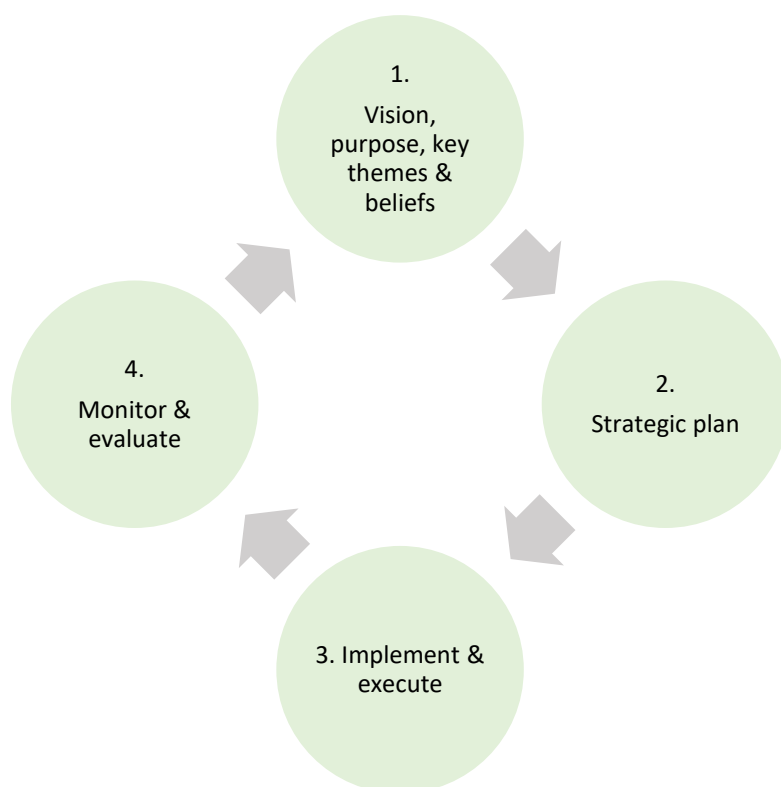 1.
Vision,
purpose, key
themes &
beliefs
2.
Strategic plan
3. Implement &
execute
4.
Monitor &
evaluate